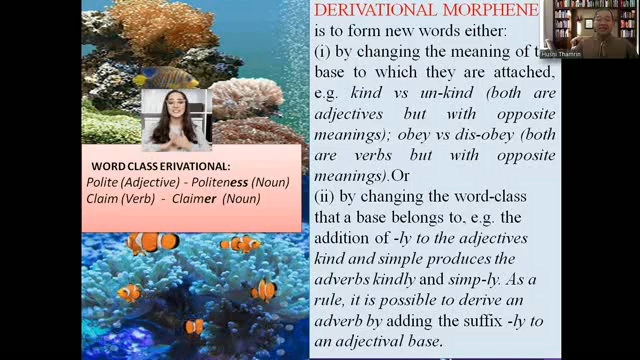 DERIVATIONAL MORPHENE
is to form new words either:
(i) by changing the meaning of t
base to which they are attached,
e.g. kind vs un-kind (both are
adjectives but with opposite
meanings); obey vs dis-obey (both
are verbs but with opposite
meanings).Or
(ii) by changing the word-class
that a base belongs to, e.g. the
addition of -ly to the adjectives
kind and simple produces the
adverbs kindly and simp-ly. As a
rule, it is possible to derive an
adverb by adding the suffix -ly to
an adjectival base.
WORD CLASS ERIVATIONAL:
Polite (Adjective) - Politeness (Noun)
Claim (Verb) - Claimer (Noun)
Husni Thamrin